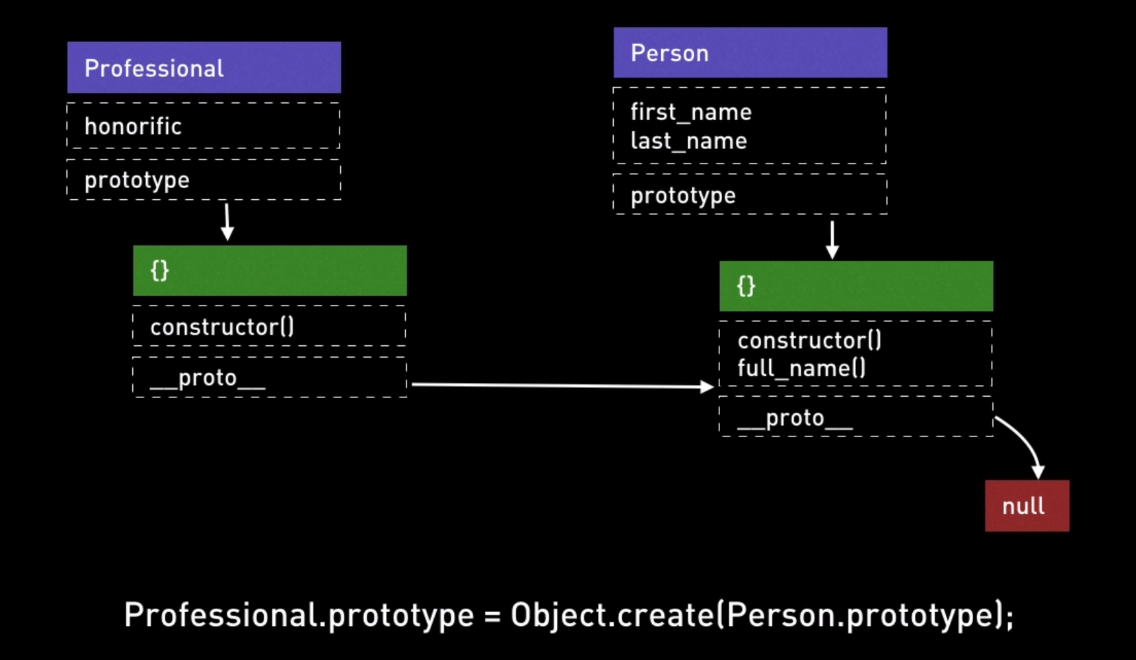 Professional
honorific
prototype
{}
constructor()
__proto__
Person
first_name
last_name
prototype
{}
constructor()
full_name()
__proto__
null
Professional.prototype = Object.create(Person.prototype);